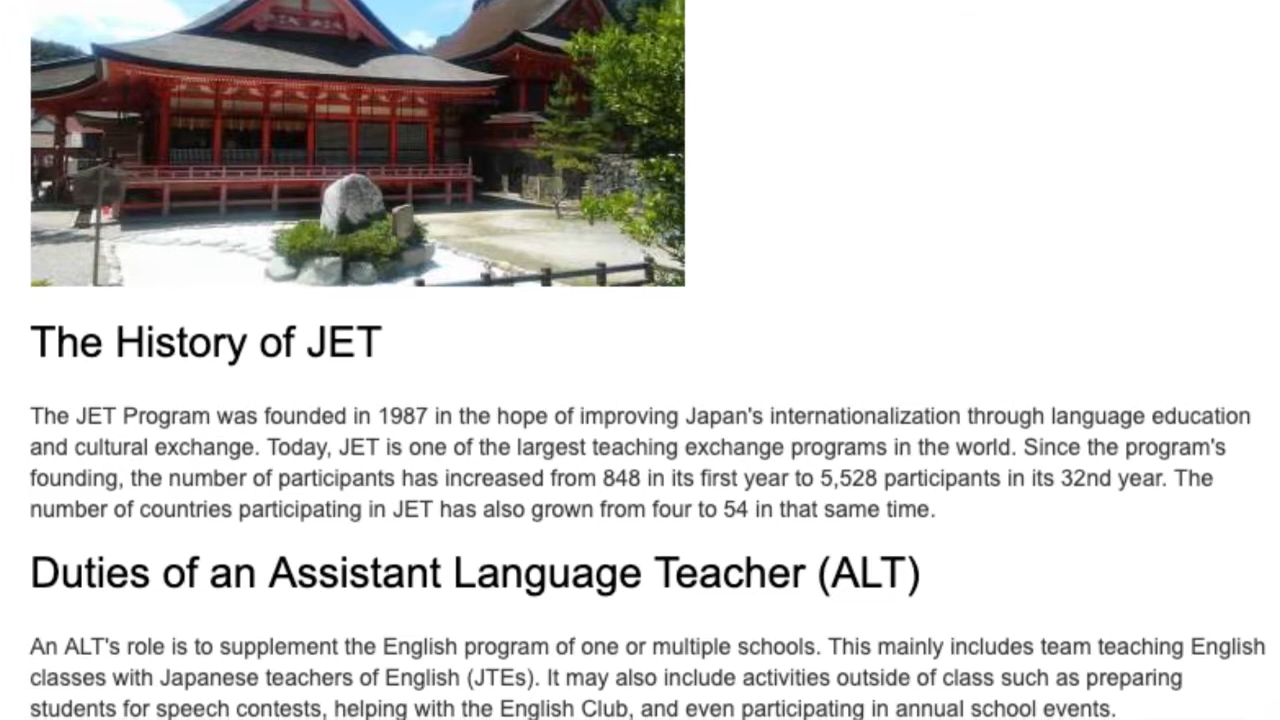 The History of JET
The JET Program was founded in 1987 in the hope of improving Japan's internationalization through language education
and cultural exchange. Today, JET is one of the largest teaching exchange programs in the world. Since the program's
founding, the number of participants has increased from 848 in its first year to 5,528 participants in its 32nd year. The
number of countries participating in JET has also grown from four to 54 in that same time.
Duties of an Assistant Language Teacher (ALT)
An ALT's role is to supplement the English program of one or multiple schools. This mainly includes team teaching English
classes with Japanese teachers of English (JTEs). It may also include activities outside of class such as preparing
students for speech contests, helping with the English Club, and even participating in annual school events.